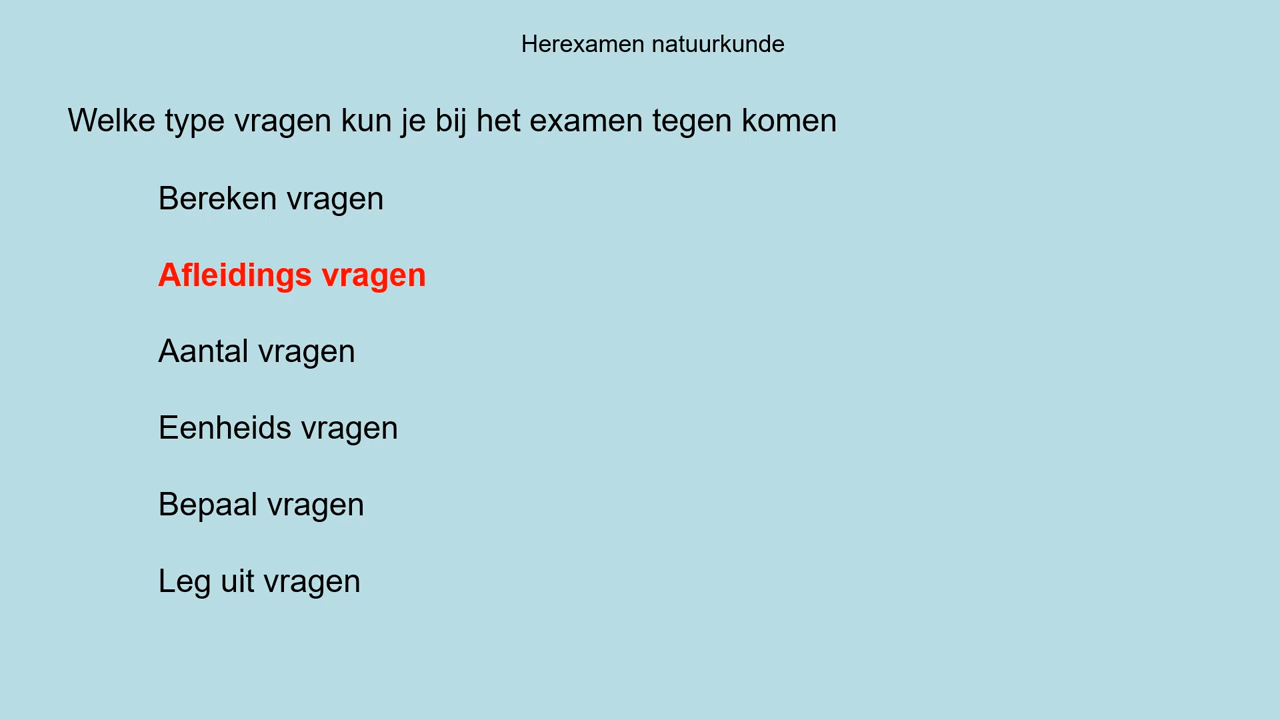 Herexamen natuurkunde
Welke type vragen kun je bij het examen tegen komen
Bereken vragen
Afleidings vragen
Aantal vragen
Eenheids vragen
Bepaal vragen
Leg uit vragen